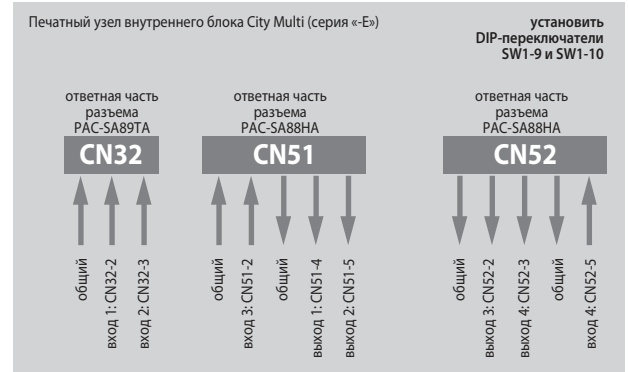 Печатный узел внутреннего блока City Multi (серия «-E»)
установить
DIP-переключатели
SW1-9 и SW1-10
ответная часть
разъема
PAC-SA89TA
CN32
общий
вход 1: CN32-2
вход 2: CN32-3
ответная часть
разъема
PAC-SA88HA
CN51
общий
вход 3: CN51-2
общий
выход 1: CN51-4
выход 2: CN51-5
ответная часть
разъема
PAC-SA88HA
CN52
общий
выход 3: CN52-2
выход 4: CN52-3
общий
вход 4: CN52-5